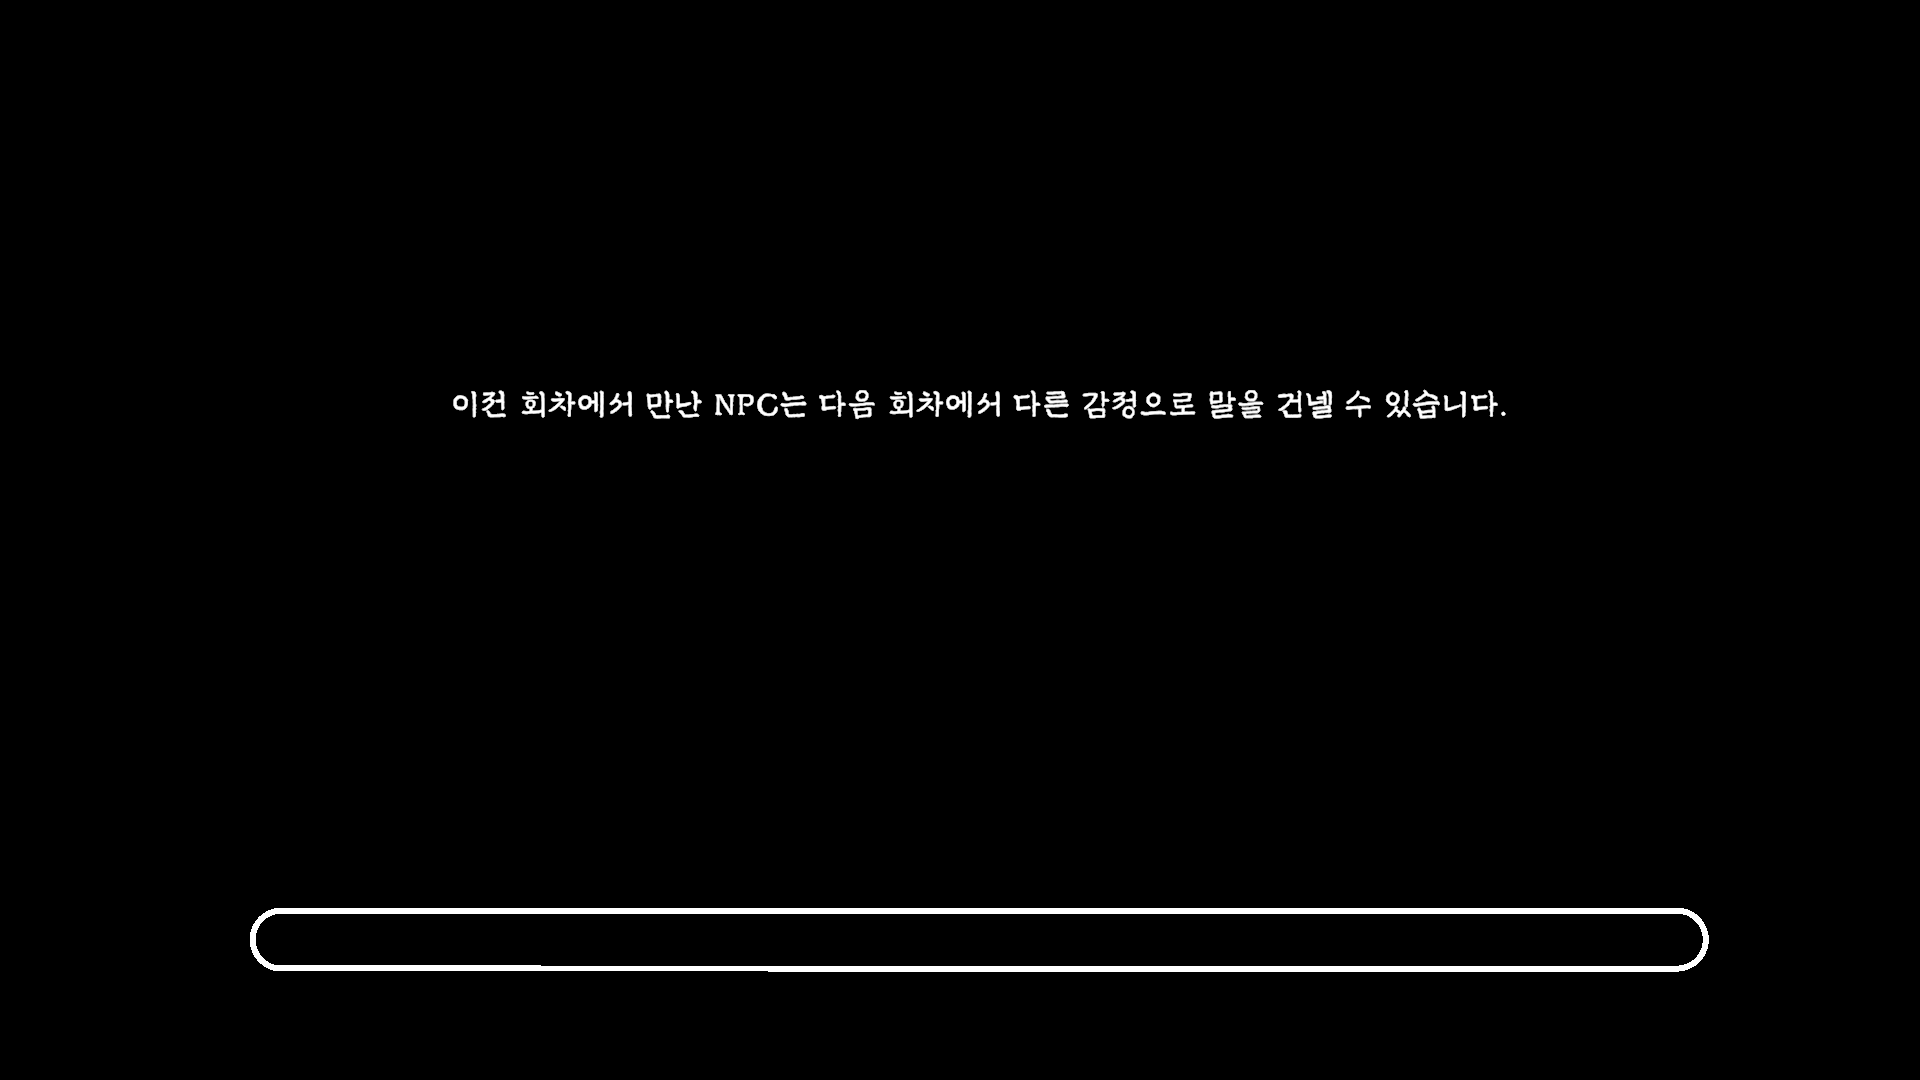 이전 회차에서 만난 NPC는 다음 회차에서 다른 감정으로 말을 건넬 수 있습니다.